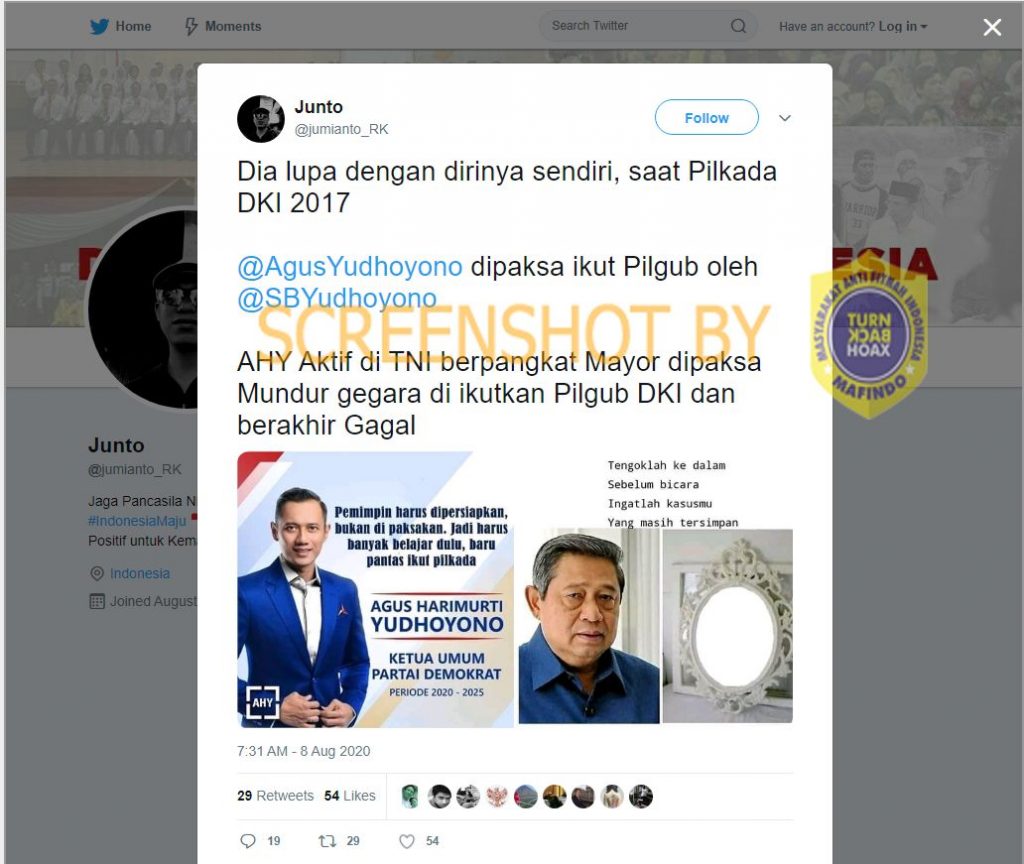 Home
Moments
Search Twitter
Have an account? Log in
Junto
@jumianto_RK
Follow
Dia lupa dengan dirinya sendiri, saat Pilkada
DKI 2017
@AgusYudhoyono dipaksa ikut Pilgub oleh
@SBYudhoyono
SCREENSHOT BY
MASYARAKAT ANTI FITNAH INDONESIA
TURN
BACK
HOAX
MAFINDO
AHY Aktif di TNI berpangkat Mayor dipaksa
Mundur gegara di ikutkan Pilgub DKI dan
berakhir Gagal
Pemimpin harus dipersiapkan,
bukan di paksakan. Jadi harus
banyak belajar dulu, baru
pantas ikut pilkada
AGUS HARIMURTI
YUDHOYONO
KETUA UMUM
PARTAI DEMOKRAT
PERIODE 2020 - 2025
AHY
Tengoklah ke dalam
Sebelum bicara
Ingatlah kasusmu
Yang masih tersimpan
7:31 AM - 8 Aug 2020
29 Retweets 54 Likes
19 29 54
Junto
@jumianto_RK
Jaga Pancasila N
#IndonesiaMaju
Positif untuk Kem
Indonesia
Joined August
ESIA